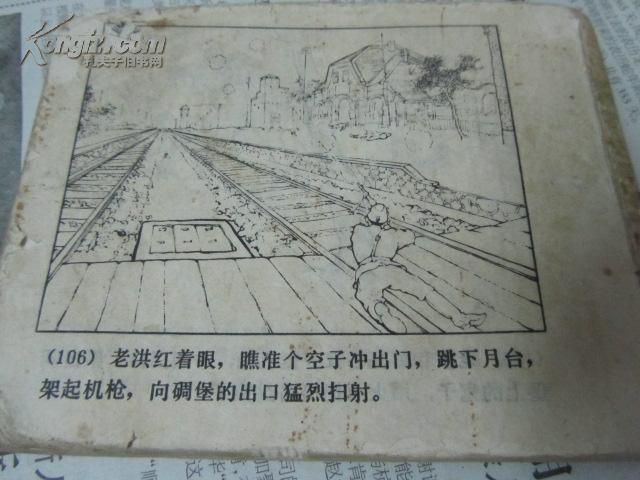 Kongfz.com
孔夫子旧书网
(106) 老洪红着眼，瞧准个空子冲出门，跳下月台，
架起机枪，向碉堡的出口猛烈扫射。